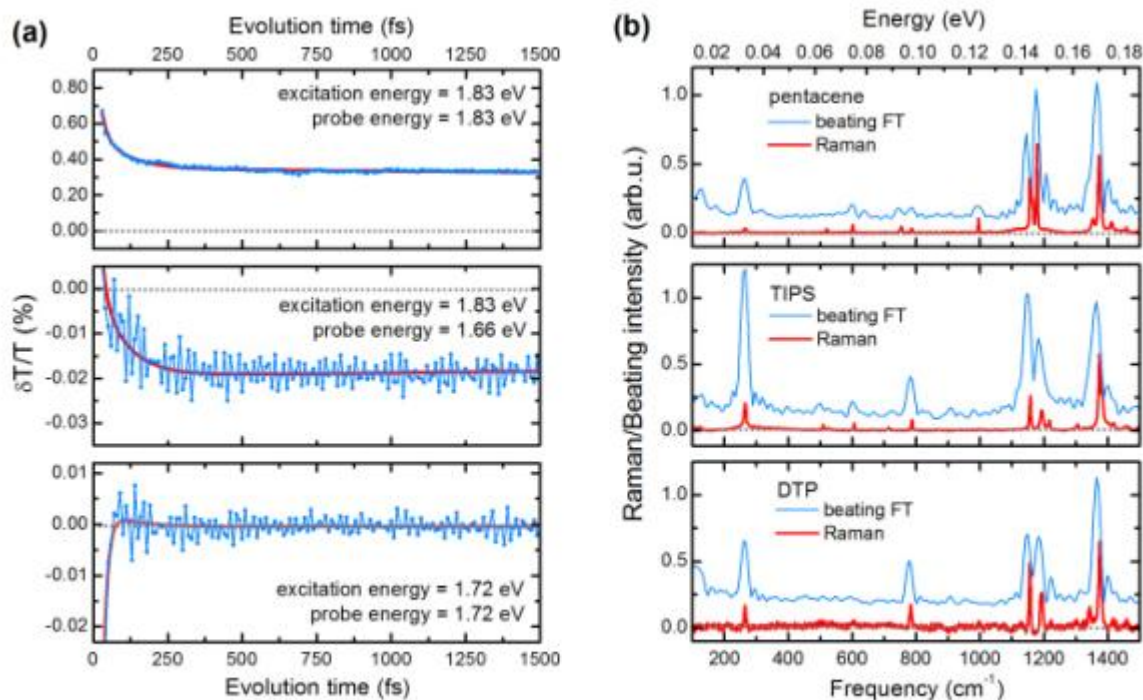 (a)
Evolution time (fs)
0 250 500 750 1000 1250 1500
0.80
0.60
0.40
0.20
0.00
excitation energy = 1.83 eV
probe energy = 1.83 eV
δT/T (%)
0.00
-0.01
-0.02
-0.03
excitation energy = 1.83 eV
probe energy = 1.66 eV
0.01
0.00
-0.01
-0.02
excitation energy = 1.72 eV
probe energy = 1.72 eV
0 250 500 750 1000 1250 1500
Evolution time (fs)
(b)
Energy (eV)
0.02 0.04 0.06 0.08 0.10 0.12 0.14 0.16 0.18
Raman/Beating intensity (arb.u.)
1.0
0.5
0.0
pentacene
beating FT
Raman
1.0
0.5
0.0
TIPS
beating FT
Raman
1.0
0.5
0.0
DTP
beating FT
Raman
200 400 600 800 1000 1200 1400
Frequency (cm⁻¹)